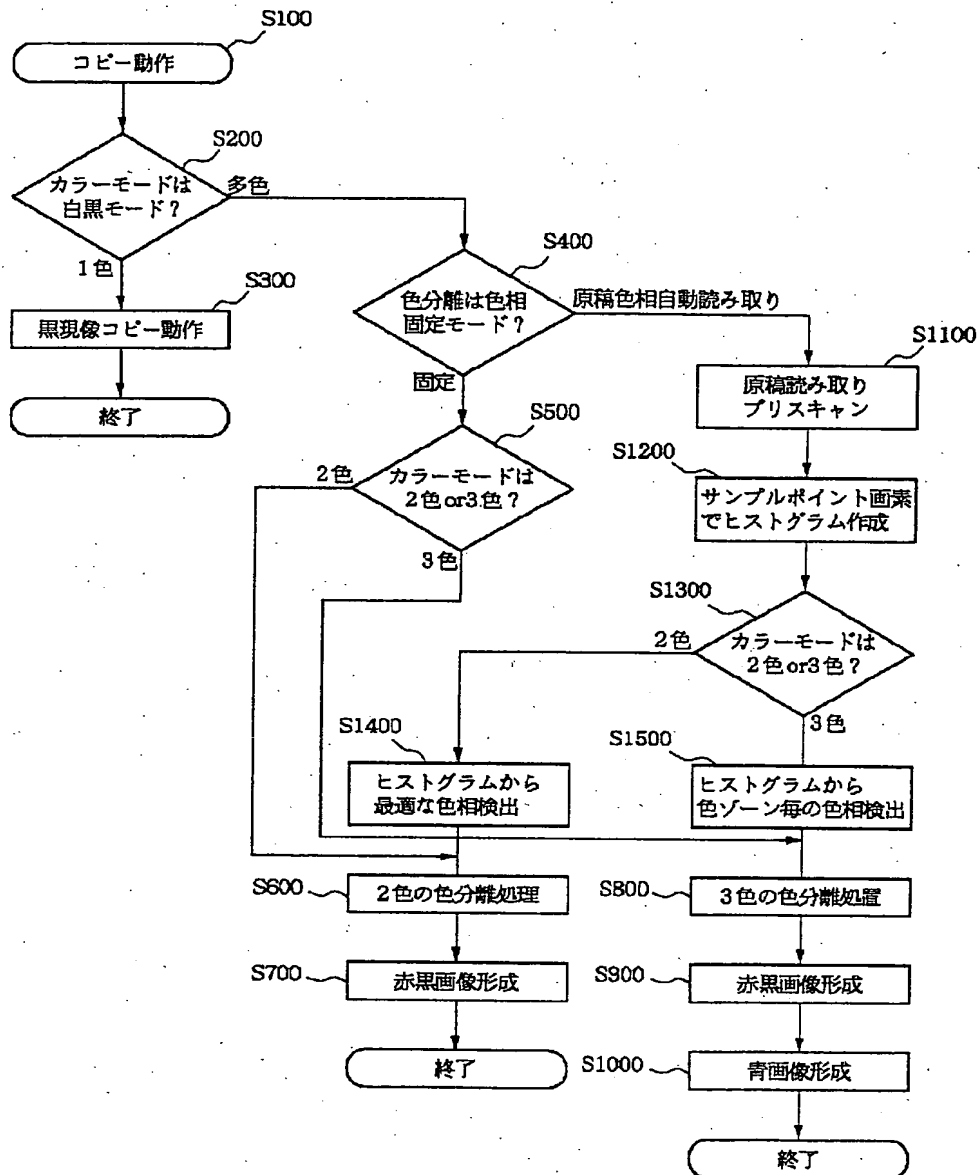 S100
コピー動作
S200
カラーモードは
白黒モード？
多色
1色
S300
黒現像コピー動作
終了
S400
色分離は色相
固定モード？
原稿色相自動読み取り
固定
S500
カラーモードは
2色or3色？
2色
3色
S1100
原稿読み取り
プリスキャン
S1200
サンプルポイント画素
でヒストグラム作成
S1300
カラーモードは
2色or3色？
2色
3色
S1400
ヒストグラムから
最適な色相検出
S1500
ヒストグラムから
色ゾーン毎の色相検出
S600
2色の色分離処理
S700
赤黒画像形成
終了
S800
3色の色分離処置
S900
赤黒画像形成
S1000
青画像形成
終了